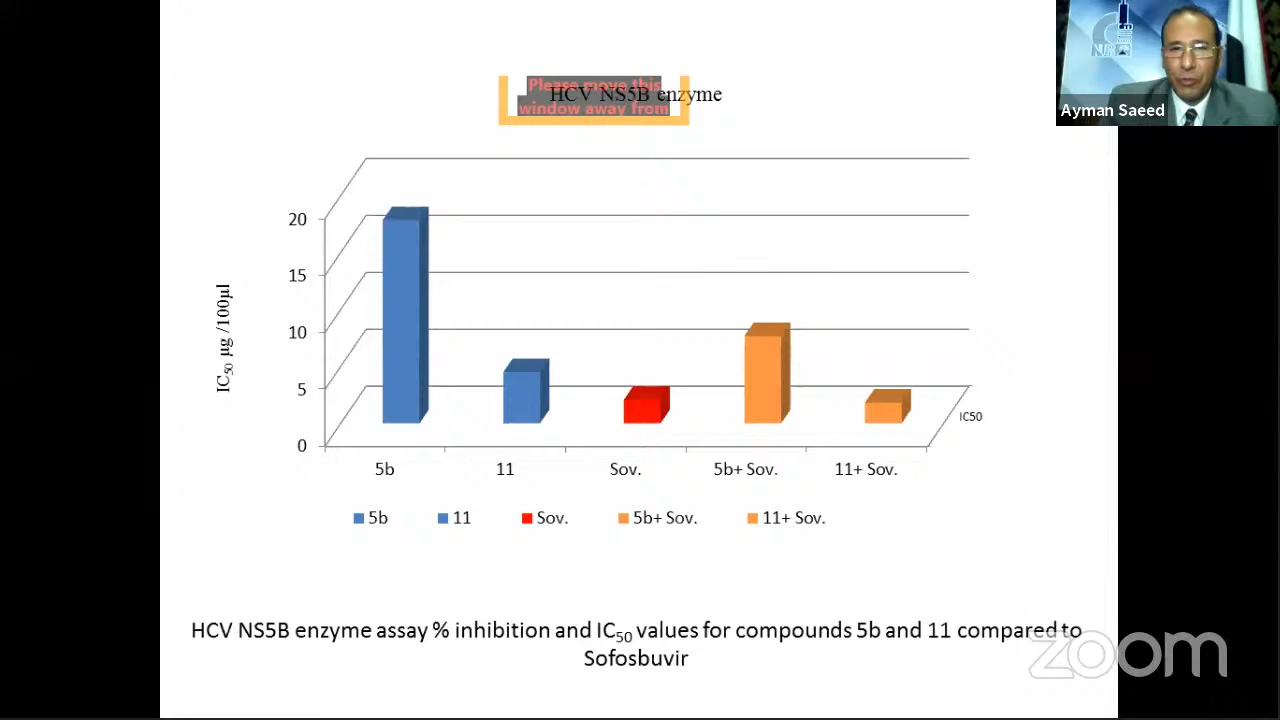 Please move this
window away from
HCV NS5B enzyme
Ayman Saeed
20
15
10
5
0
IC50 µg /100µl
IC50
5b
11
Sov.
5b+ Sov.
11+ Sov.
5b
11
Sov.
5b+ Sov.
11+ Sov.
HCV NS5B enzyme assay % inhibition and IC50 values for compounds 5b and 11 compared to
Sofosbuvir
zoom